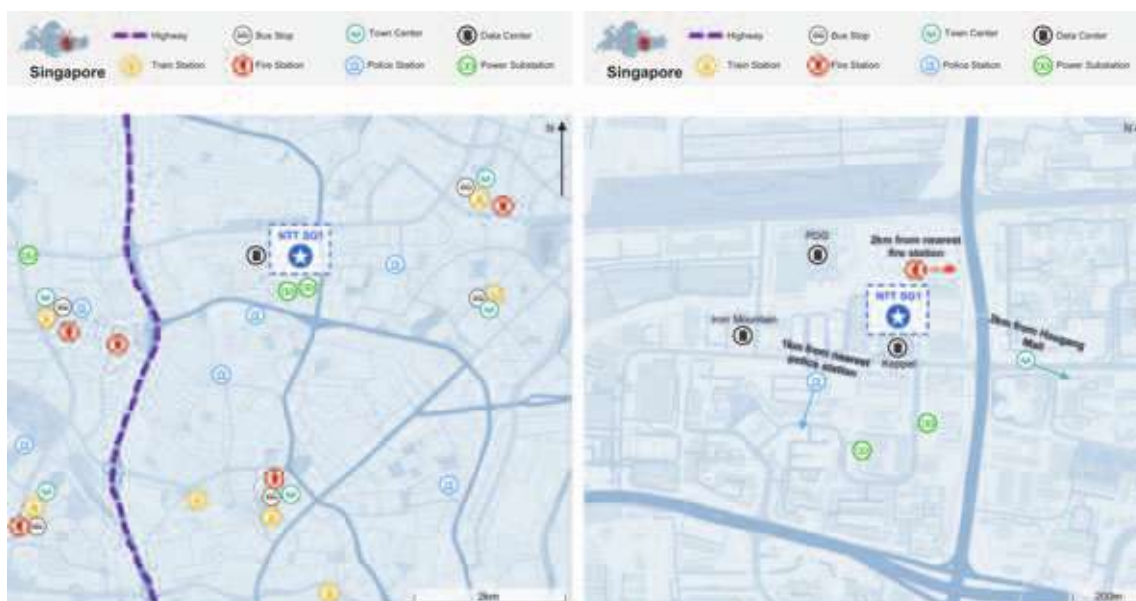 Singapore
Highway
Bus Stop
Town Center
Data Center
Train Station
Fire Station
Police Station
Power Substation
N
NTT SG1
2km
Singapore
Highway
Bus Stop
Town Center
Data Center
Train Station
Fire Station
Police Station
Power Substation
N
PDG
2km from nearest
fire station
NTT SG1
Iron Mountain
Keppel
1km from nearest
police station
from Hougang
Mall
200m